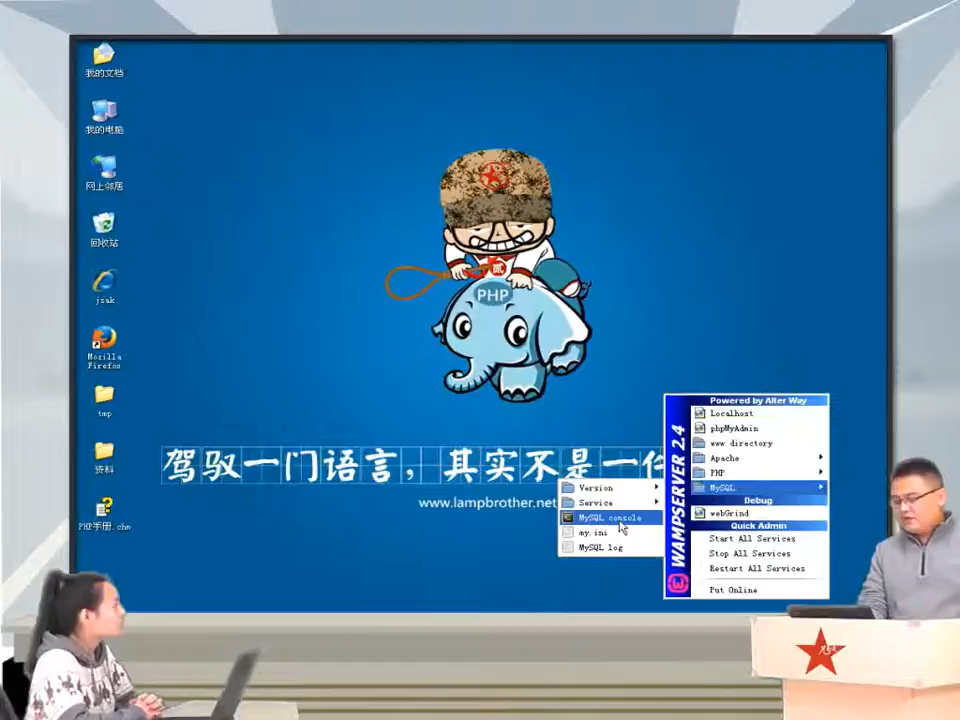 我的文档
我的电脑
网上邻居
回收站
jsak
Mozilla
Firefox
tmp
资料
PHP手册.chm
贰
PHP
驾驭一门语言，其实不是一件
www.lampbrother.net
Version
Service
MySQL console
my.ini
MySQL log
WAMPSERVER 2.4
Powered by Alter Way
Localhost
phpMyAdmin
www directory
Apache
PHP
MySQL
Debug
webGrind
Quick Admin
Start All Services
Stop All Services
Restart All Services
Put Online